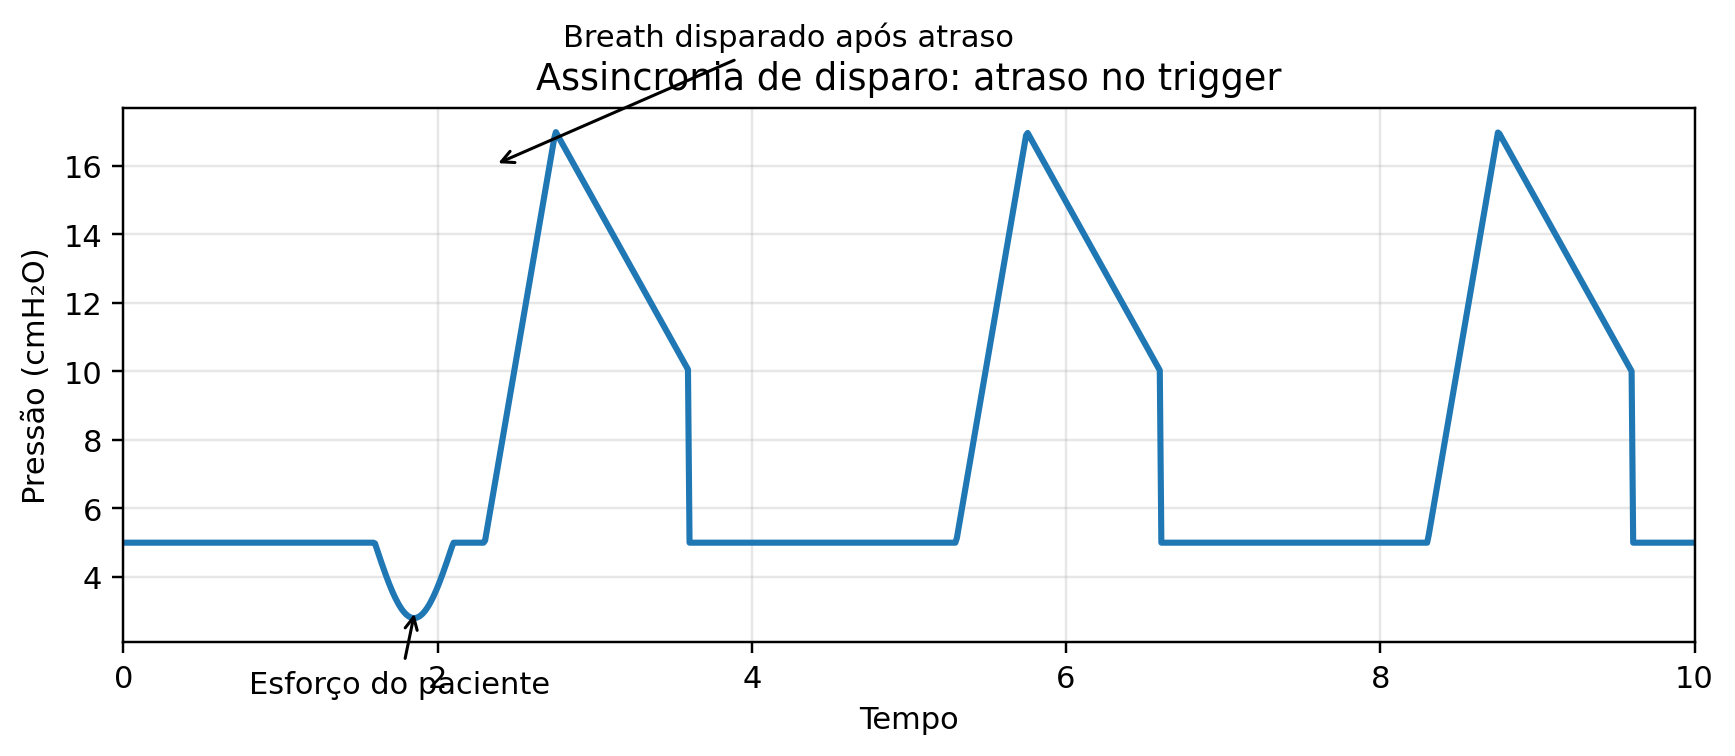 Breath disparado após atraso
Assincronia de disparo: atraso no trigger
Pressão (cmH₂O)
16
14
12
10
8
6
4
0 2 4 6 8 10
Esforço do paciente
Tempo